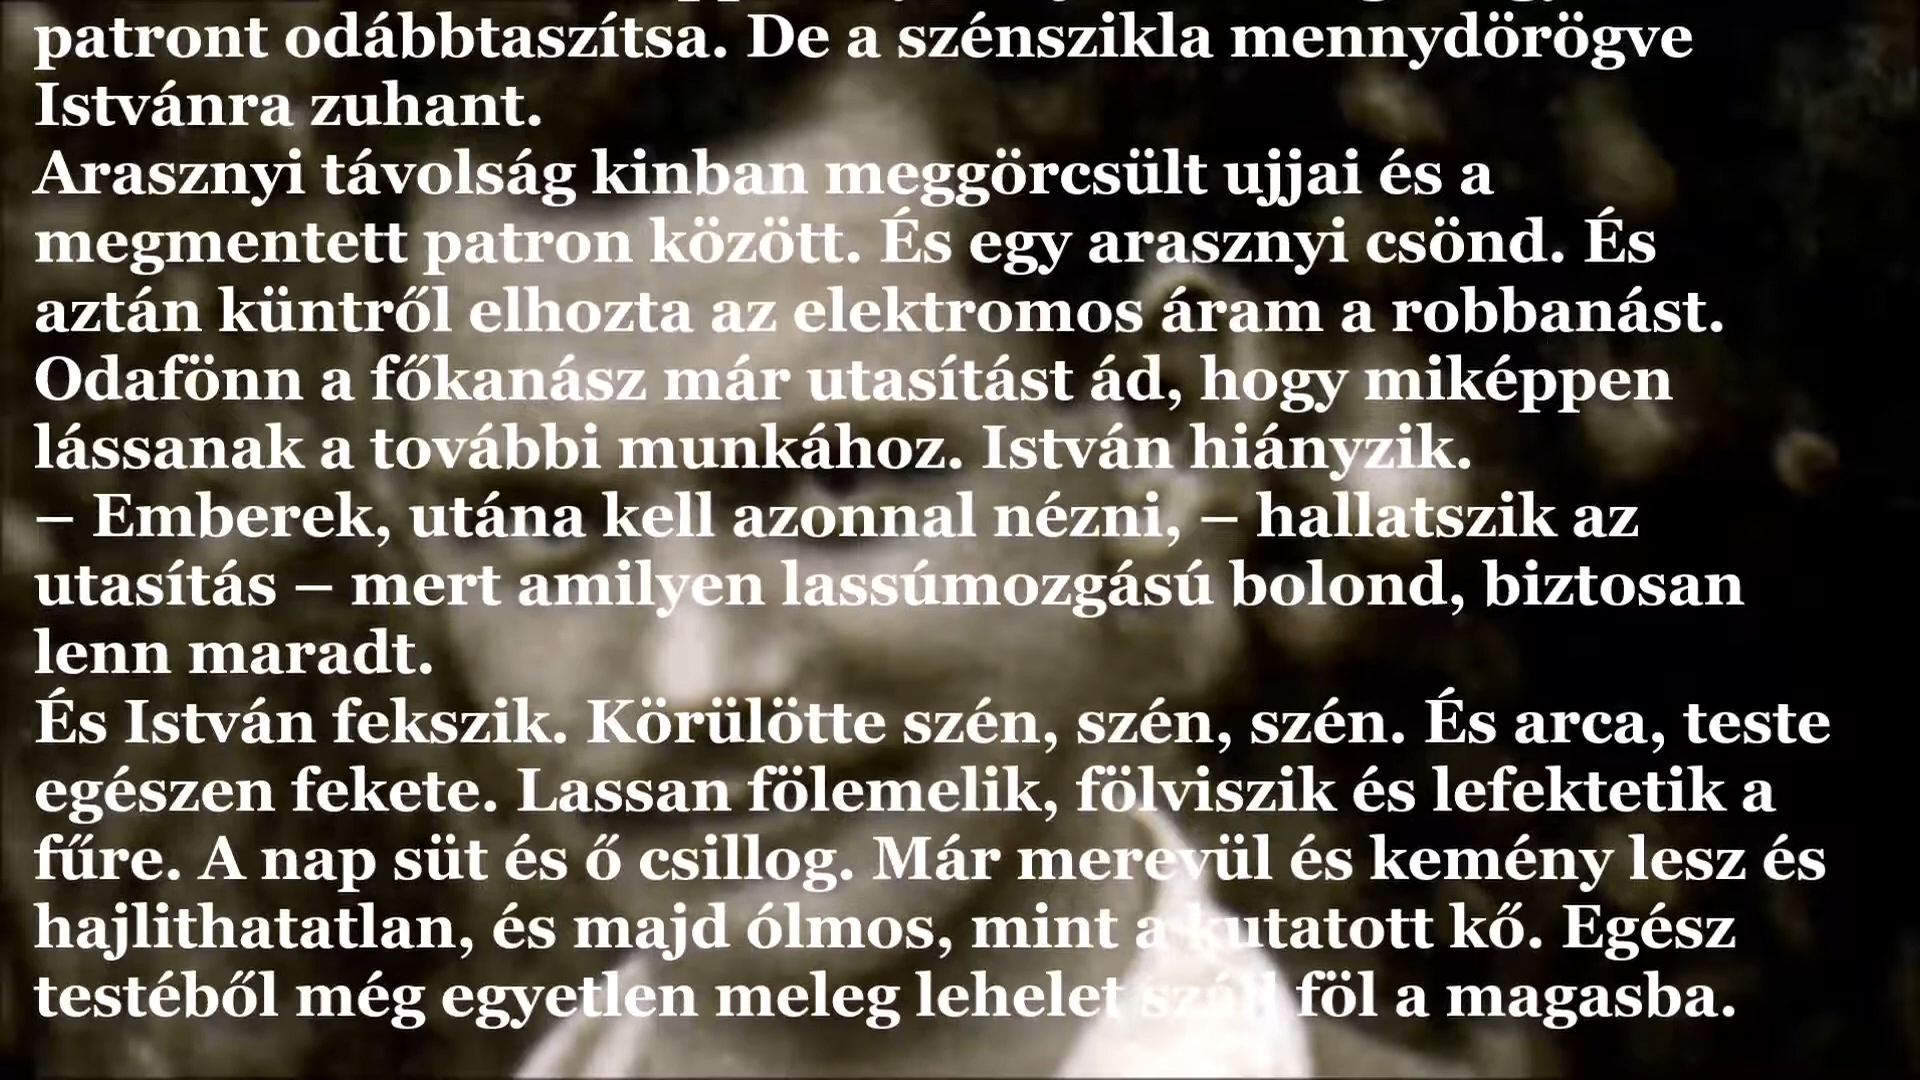 patront odábbtaszítsa. De a szénszikla mennydörögve
Istvánra zuhant.
Arasznyi távolság kinban meggörcsült ujjai és a
megmentett patron között. És egy arasznyi csönd. És
aztán küntről elhozta az elektromos áram a robbanást.
Odafönn a főkanász már utasítást ád, hogy miképpen
lássanak a további munkához. István hiányzik.
– Emberek, utána kell azonnal nézni, – hallatszik az
utasítás – mert amilyen lassúmozgású bolond, biztosan
lenn maradt.
És István fekszik. Körülötte szén, szén, szén. És arca, teste
egészen fekete. Lassan fölemelik, fölviszik és lefektetik a
fűre. A nap süt és ő csillog. Már merevül és kemény lesz és
hajlithatatlan, és majd ólmos, mint a kutatott kő. Egész
testéből még egyetlen meleg lehelet száll föl a magasba.